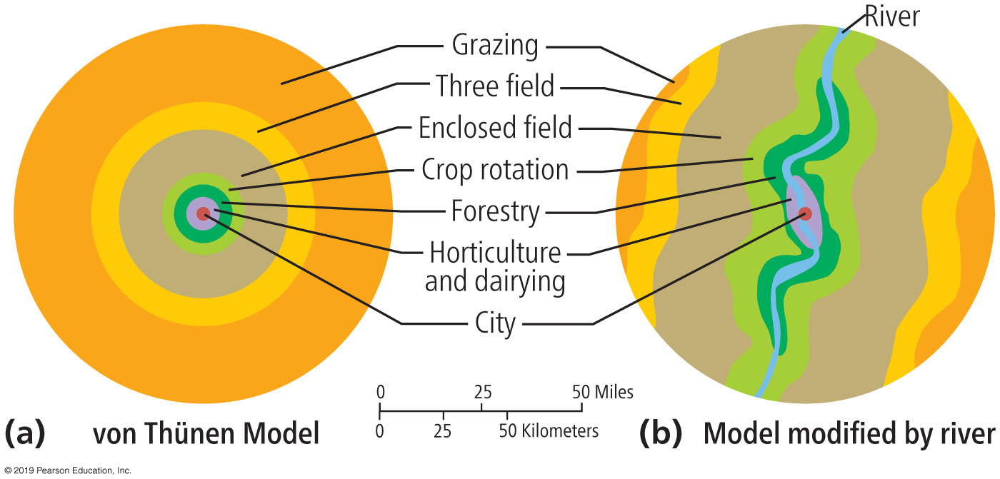 River
Grazing
Three field
Enclosed field
Crop rotation
Forestry
Horticulture
and dairying
City
0 25 50 Miles
0 25 50 Kilometers
(a) von Thünen Model
(b) Model modified by river
© 2019 Pearson Education, Inc.